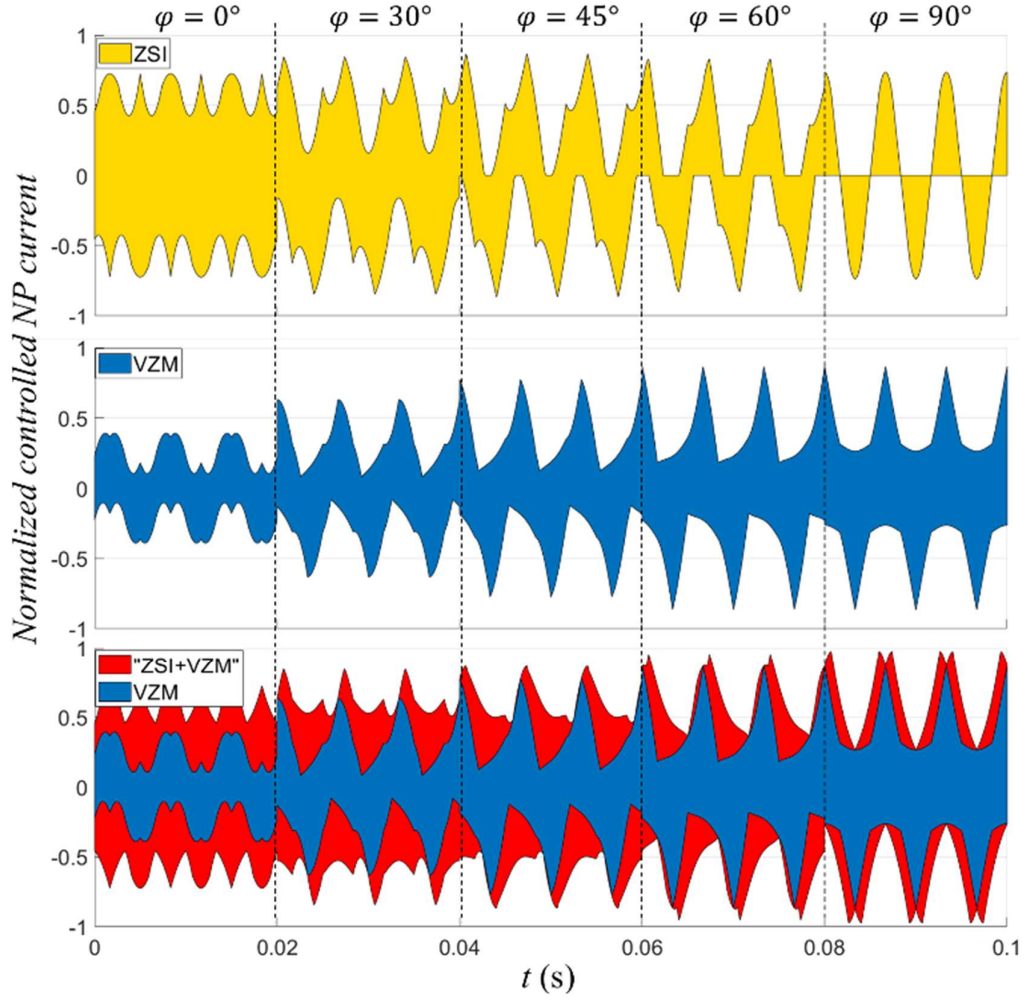 φ = 0° φ = 30° φ = 45° φ = 60° φ = 90°
Normalized controlled NP current
1
ZSI
0.5
0
-0.5
-1
1
VZM
0.5
0
-0.5
-1
1
"ZSI+VZM"
VZM
0.5
0
-0.5
-1
0 0.02 0.04 0.06 0.08 0.1
t (s)